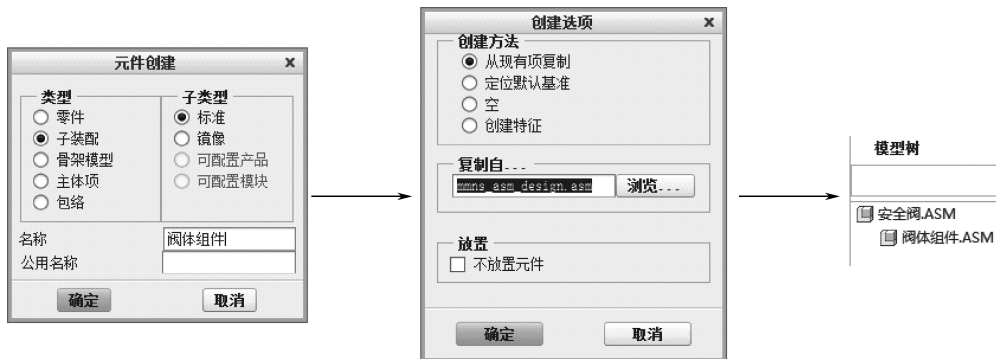 元件创建 x
类型 子类型
零件 标准
子装配 镜像
骨架模型 可配置产品
主体项 可配置模块
包络
名称 阀体组件
公用名称
确定 取消
创建选项 x
创建方法
从现有项复制
定位默认基准
空
创建特征
复制自...
mmns_asm_design.asm 浏览...
放置
不放置元件
确定 取消
模型树
安全阀.ASM
阀体组件.ASM